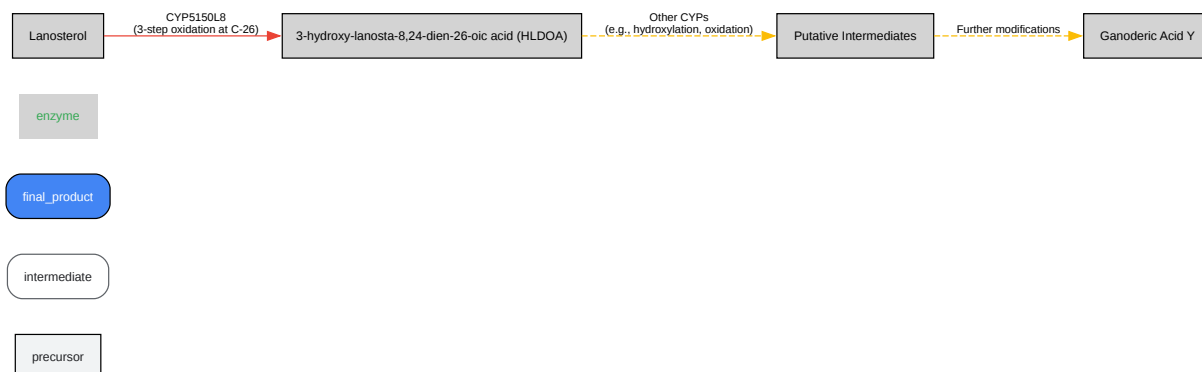 CYP5150L8
(3-step oxidation at C-26)
Other CYPs
(e.g., hydroxylation, oxidation)
Further modifications
Lanosterol
3-hydroxy-lanosta-8,24-dien-26-oic acid (HLDOA)
Putative Intermediates
Ganoderic Acid Y
enzyme
final_product
intermediate
precursor